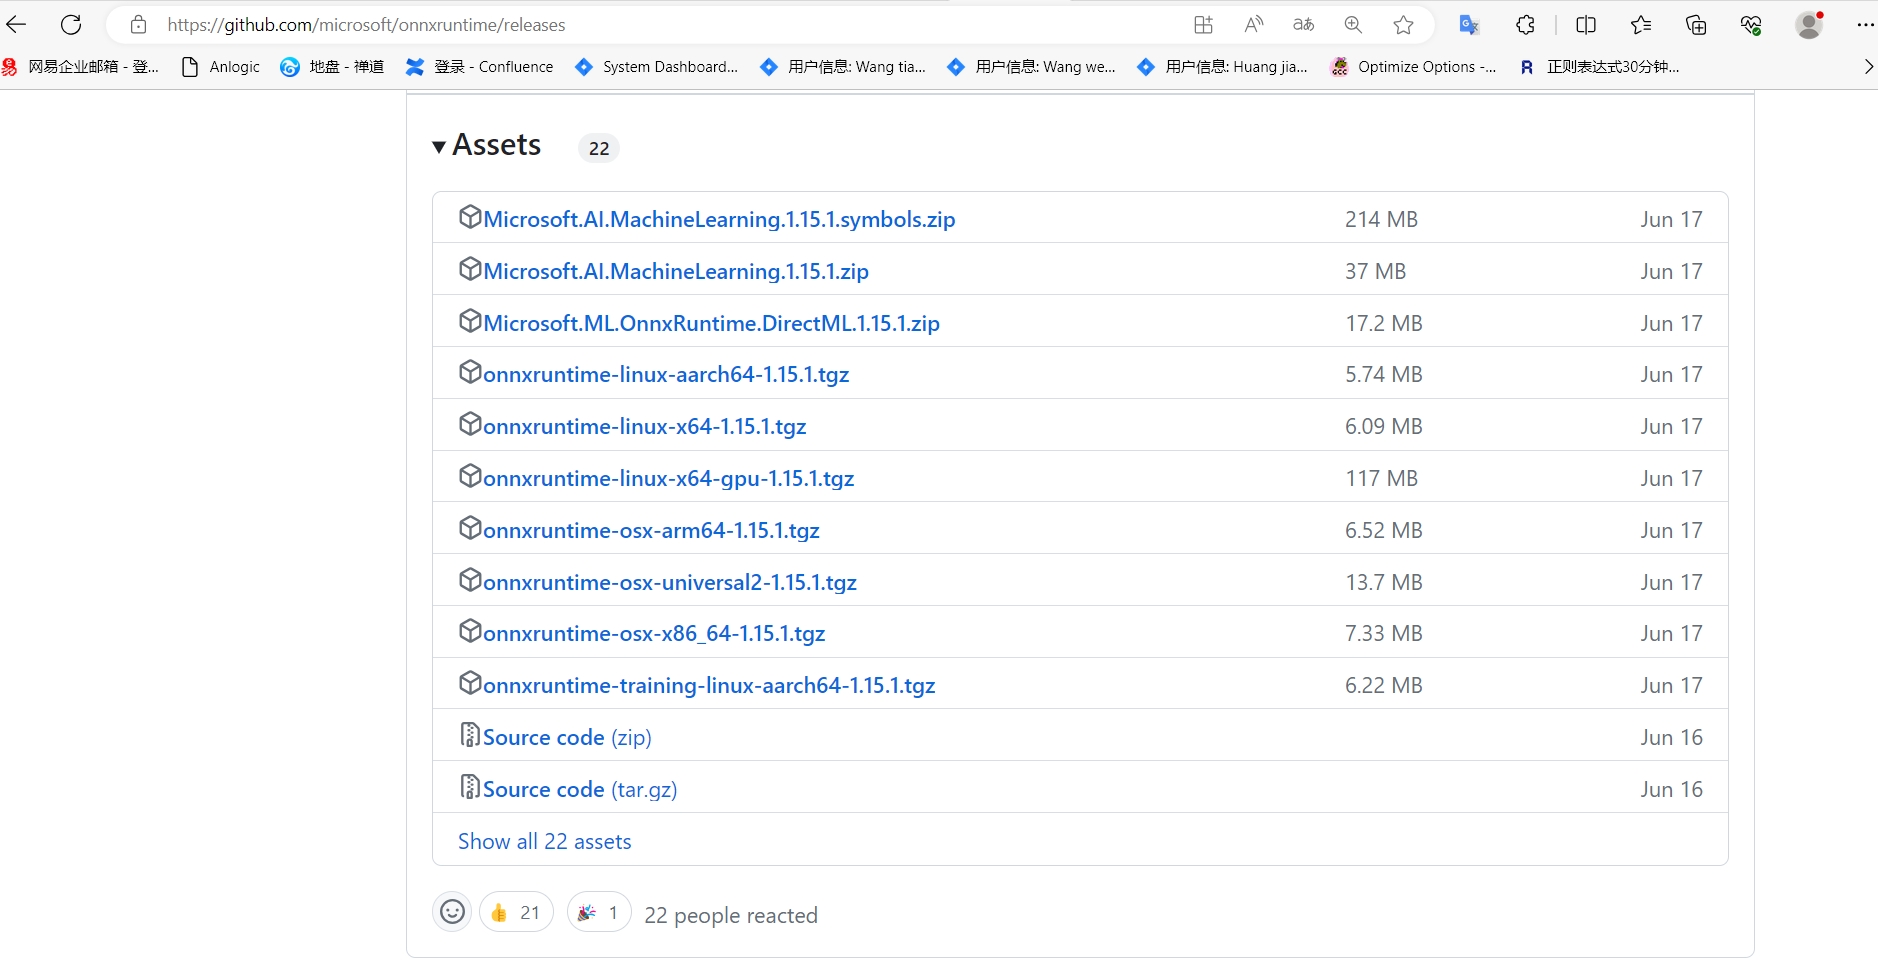 https://github.com/microsoft/onnxruntime/releases
网易企业邮箱 - 登... Anlogic 地盘 - 禅道 登录 - Confluence System Dashboard... 用户信息: Wang tia... 用户信息: Wang we... 用户信息: Huang jia... Optimize Options -... 正则表达式30分钟...
Assets 22
Microsoft.AI.MachineLearning.1.15.1.symbols.zip 214 MB Jun 17
Microsoft.AI.MachineLearning.1.15.1.zip 37 MB Jun 17
Microsoft.ML.OnnxRuntime.DirectML.1.15.1.zip 17.2 MB Jun 17
onnxruntime-linux-aarch64-1.15.1.tgz 5.74 MB Jun 17
onnxruntime-linux-x64-1.15.1.tgz 6.09 MB Jun 17
onnxruntime-linux-x64-gpu-1.15.1.tgz 117 MB Jun 17
onnxruntime-osx-arm64-1.15.1.tgz 6.52 MB Jun 17
onnxruntime-osx-universal2-1.15.1.tgz 13.7 MB Jun 17
onnxruntime-osx-x86_64-1.15.1.tgz 7.33 MB Jun 17
onnxruntime-training-linux-aarch64-1.15.1.tgz 6.22 MB Jun 17
Source code (zip) Jun 16
Source code (tar.gz) Jun 16
Show all 22 assets
21 1 22 people reacted